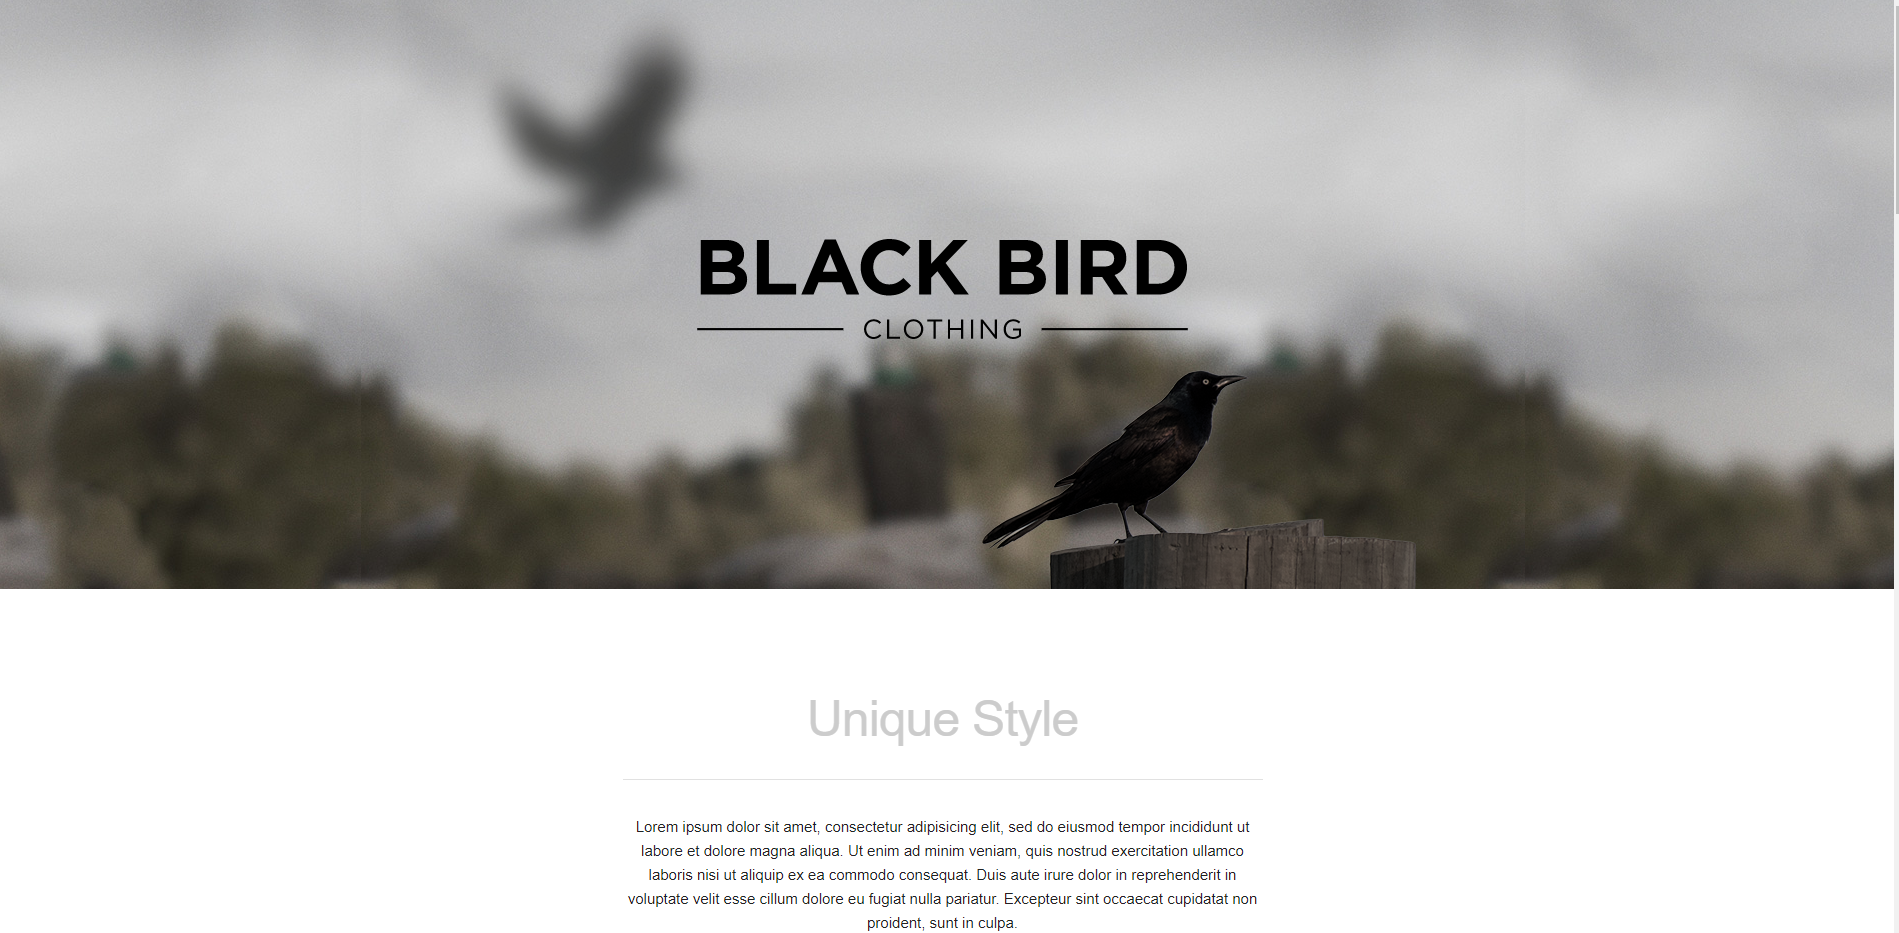 BLACK BIRD
CLOTHING
Unique Style
Lorem ipsum dolor sit amet, consectetur adipisicing elit, sed do eiusmod tempor incididunt ut
labore et dolore magna aliqua. Ut enim ad minim veniam, quis nostrud exercitation ullamco
laboris nisi ut aliquip ex ea commodo consequat. Duis aute irure dolor in reprehenderit in
voluptate velit esse cillum dolore eu fugiat nulla pariatur. Excepteur sint occaecat cupidatat non
proident, sunt in culpa.